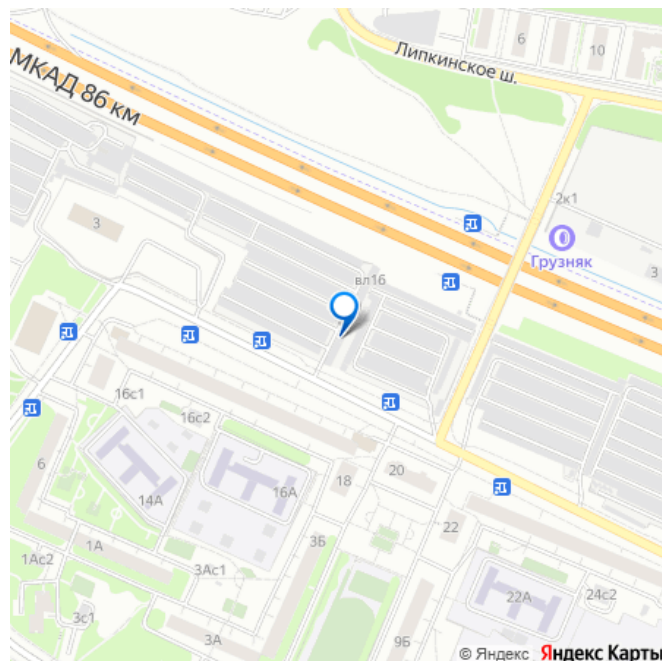 6
10
Липкинское ш.
МКАД 86 км
2к1
3
Грузняк
3
вл16
16с1
16с2
6
14А
16А
18
20
22
3Б
1А
1Ас2
3Ас1
22А
24с2
3с1
3А
9Б
© Яндекс Яндекс Карты